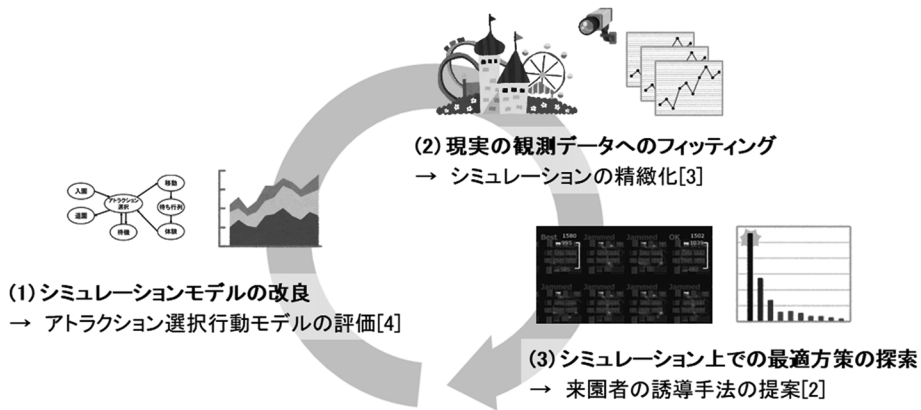 (2) 現実の観測データへのフィッティング
→ シミュレーションの精緻化[3]
入園
移動
アトラクション
選択
待ち行列
退園
待機
体験
(1) シミュレーションモデルの改良
→ アトラクション選択行動モデルの評価[4]
Best 1580
Jammed
Jammed
OK 1502
(3) シミュレーション上での最適方策の探索
→ 来園者の誘導手法の提案[2]